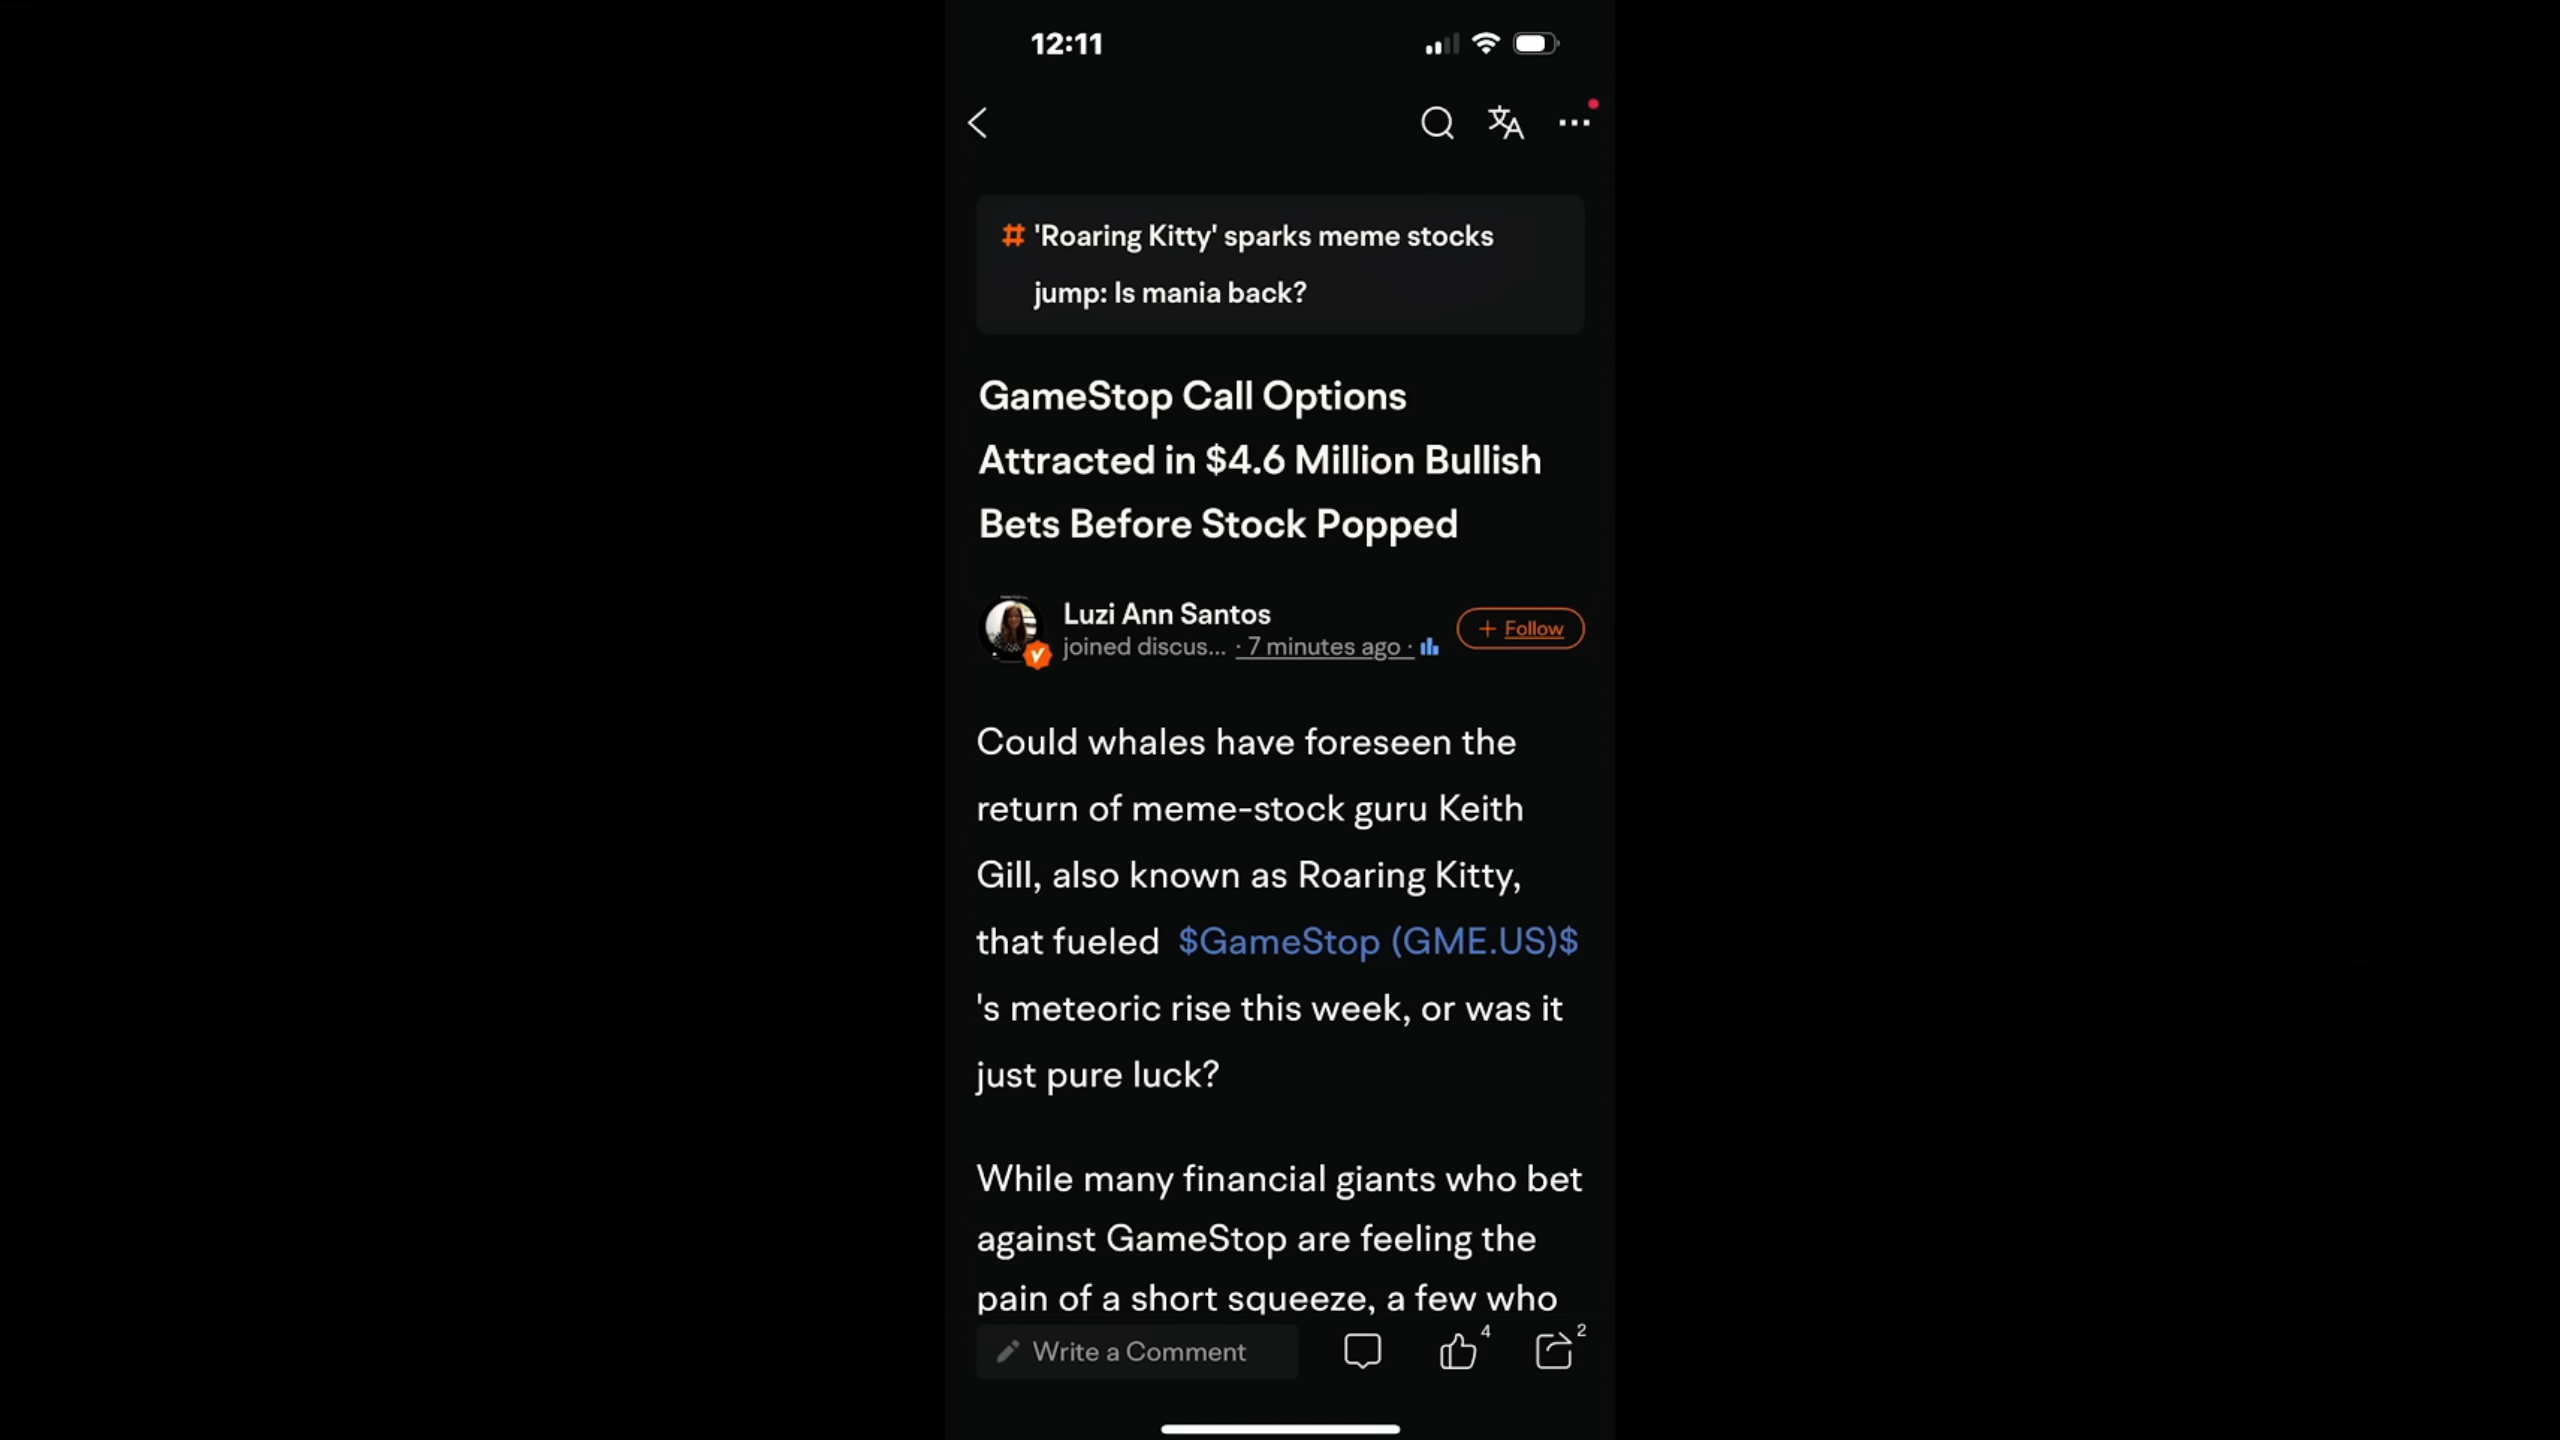 12:11
# 'Roaring Kitty' sparks meme stocks
jump: Is mania back?
GameStop Call Options
Attracted in $4.6 Million Bullish
Bets Before Stock Popped
Luzi Ann Santos
joined discus... · 7 minutes ago ·
+ Follow
Could whales have foreseen the
return of meme-stock guru Keith
Gill, also known as Roaring Kitty,
that fueled $GameStop (GME.US)$
's meteoric rise this week, or was it
just pure luck?
While many financial giants who bet
against GameStop are feeling the
pain of a short squeeze, a few who
Write a Comment
4
2